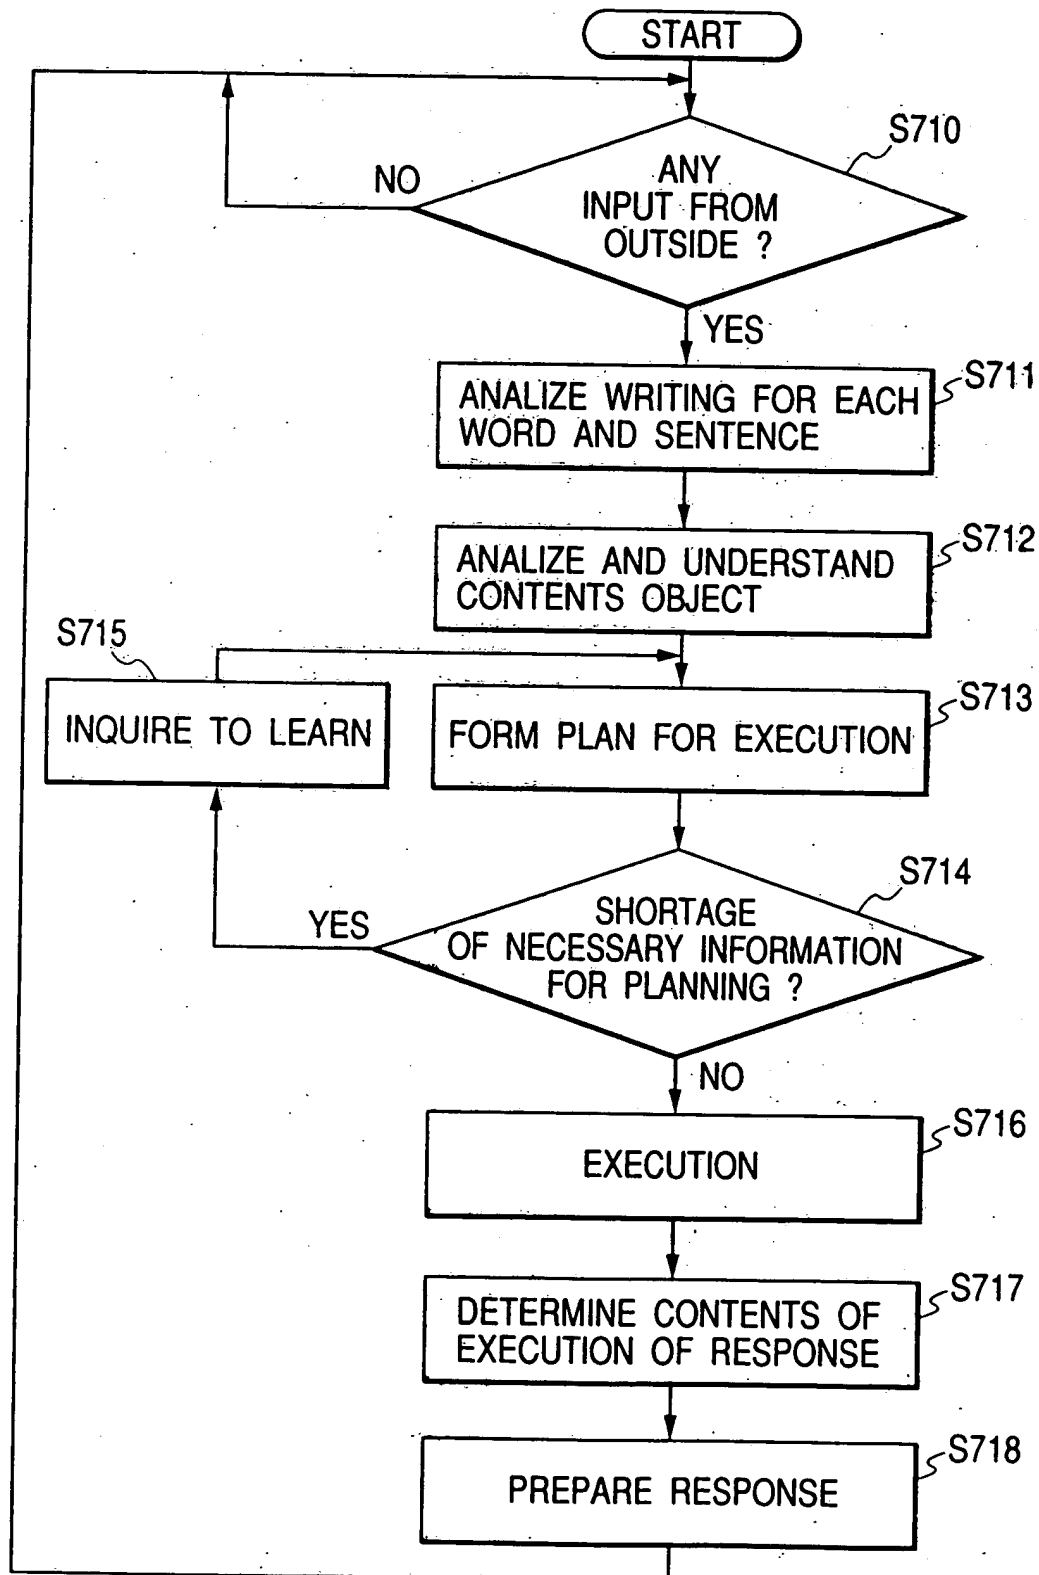 START
S710
NO
ANY
INPUT FROM
OUTSIDE ?
YES
S711
ANALIZE WRITING FOR EACH
WORD AND SENTENCE
S712
ANALIZE AND UNDERSTAND
CONTENTS OBJECT
S715
INQUIRE TO LEARN
S713
FORM PLAN FOR EXECUTION
S714
YES
SHORTAGE
OF NECESSARY INFORMATION
FOR PLANNING ?
NO
S716
EXECUTION
S717
DETERMINE CONTENTS OF
EXECUTION OF RESPONSE
S718
PREPARE RESPONSE